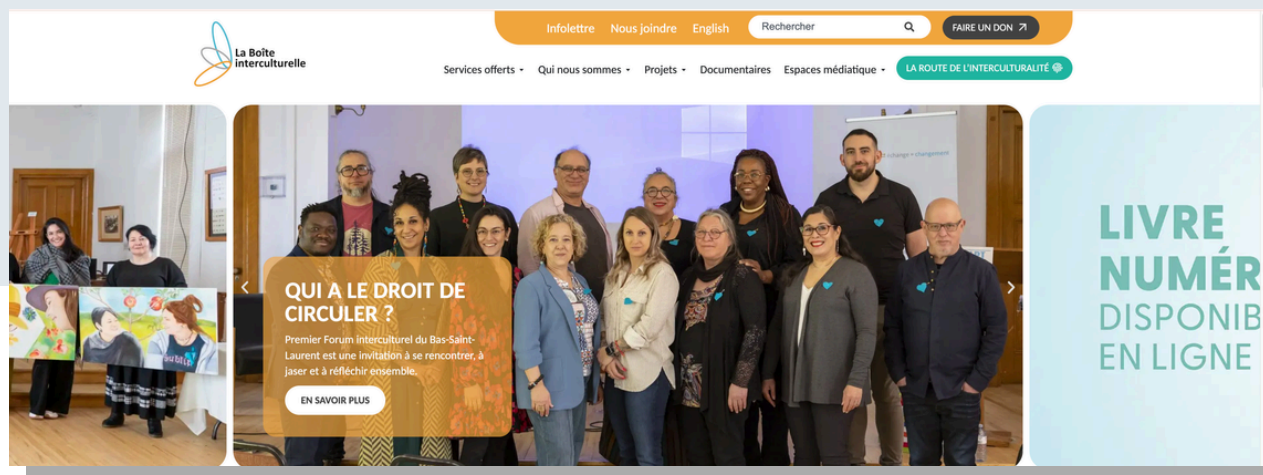 Infolettre Nous joindre English Rechercher FAIRE UN DON
La Boîte
interculturelle
Services offerts Qui nous sommes Projets Documentaires Espaces médiatique LA ROUTE DE L'INTERCULTURALITÉ
change = changement
QUI A LE DROIT DE
CIRCULER ?
Premier Forum interculturel du Bas-Saint-
Laurent est une invitation à se rencontrer, à
jaser et à réfléchir ensemble.
EN SAVOIR PLUS
LIVRE
NUMÉR
DISPONIB
EN LIGNE